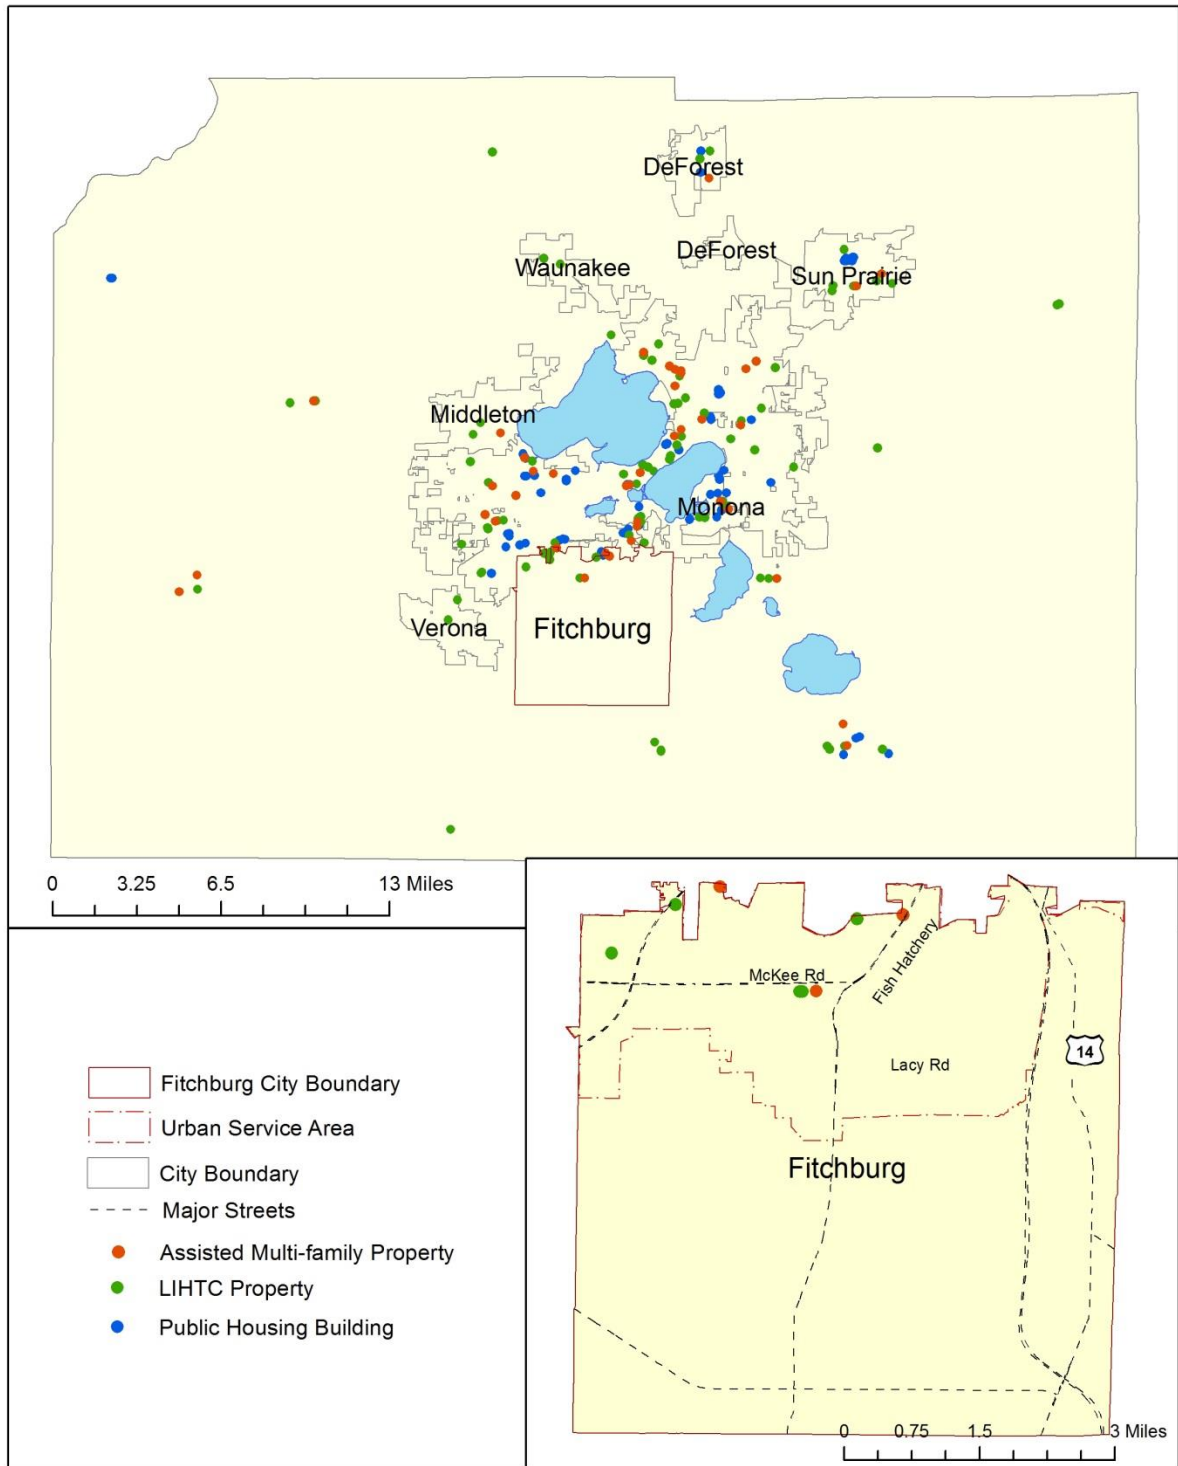 DeForest
DeForest
Waunakee
Sun Prairie
Middleton
Monona
Verona
Fitchburg
0 3.25 6.5 13 Miles
McKee Rd
Fish Hatchery
14
Lacy Rd
Fitchburg
0 0.75 1.5 3 Miles
Fitchburg City Boundary
Urban Service Area
City Boundary
Major Streets
Assisted Multi-family Property
LIHTC Property
Public Housing Building